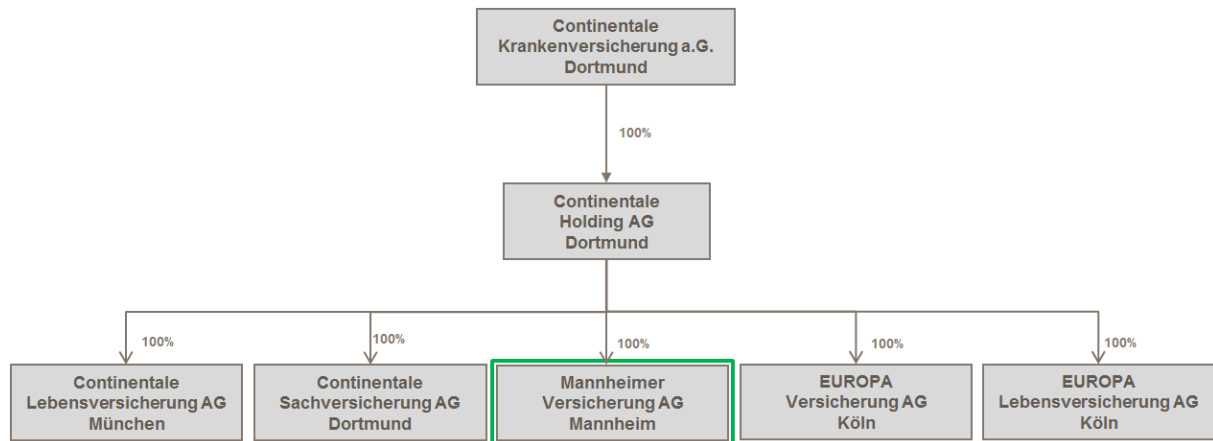 Continentale
Krankenversicherung a.G.
Dortmund
100%
Continentale
Holding AG
Dortmund
100%
100%
100%
100%
100%
Continentale
Lebensversicherung AG
München
Continentale
Sachversicherung AG
Dortmund
Mannheimer
Versicherung AG
Mannheim
EUROPA
Versicherung AG
Köln
EUROPA
Lebensversicherung AG
Köln